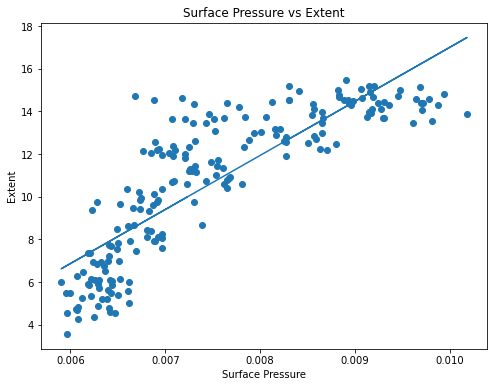 Surface Pressure vs Extent
18
16
14
12
10
8
6
4
Extent
0.006 0.007 0.008 0.009 0.010
Surface Pressure